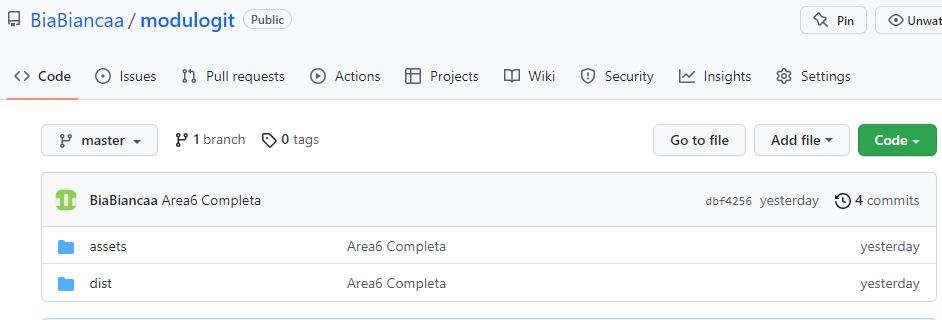 BiaBiancaa / modulogit Public Pin Unwat
Code Issues Pull requests Actions Projects Wiki Security Insights Settings
master 1 branch 0 tags Go to file Add file Code
BiaBiancaa Area6 Completa dbf4256 yesterday 4 commits
assets Area6 Completa yesterday
dist Area6 Completa yesterday